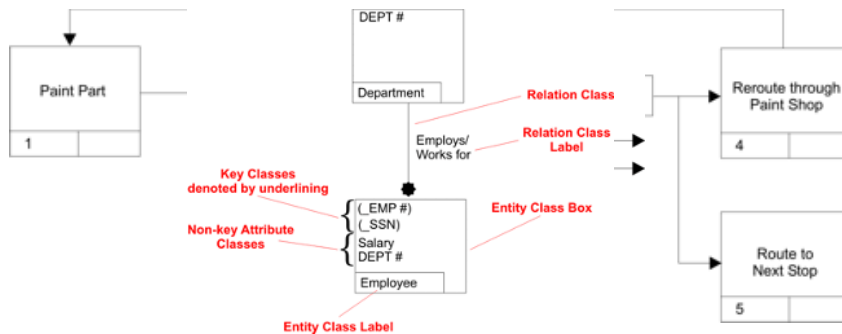 DEPT #
Department
Paint Part
1
Relation Class
Reroute through
Paint Shop
4
Employs/
Works for
Relation Class
Label
Key Classes
denoted by underlining
(_EMP #)
(_SSN)
Entity Class Box
Non-key Attribute
Classes
Salary
DEPT #
Employee
Route to
Next Stop
5
Entity Class Label